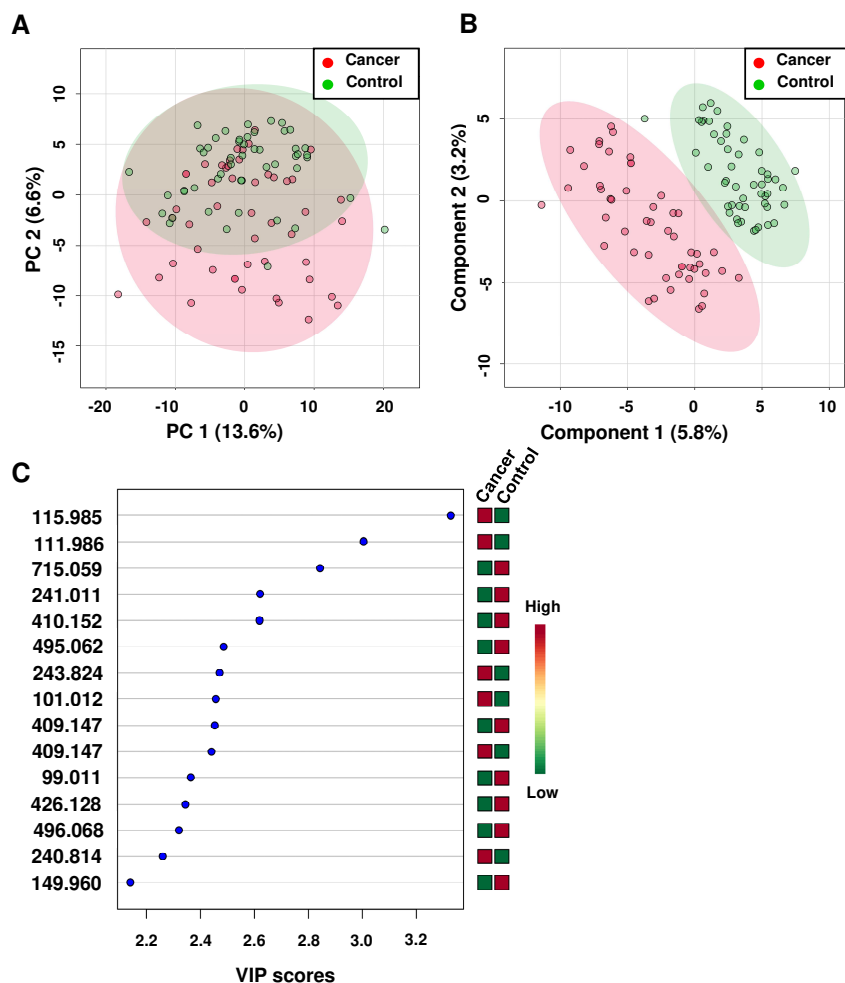 A
Cancer
Control
10
5
0
-5
-10
-15
PC 2 (6.6%)
-20
-10
0
10
20
PC 1 (13.6%)
B
Cancer
Control
5
0
-5
-10
Component 2 (3.2%)
-10
-5
0
5
10
Component 1 (5.8%)
C
Cancer
Control
115.985
111.986
715.059
241.011
410.152
495.062
243.824
101.012
409.147
409.147
99.011
426.128
496.068
240.814
149.960
2.2
2.4
2.6
2.8
3.0
3.2
VIP scores
High
Low